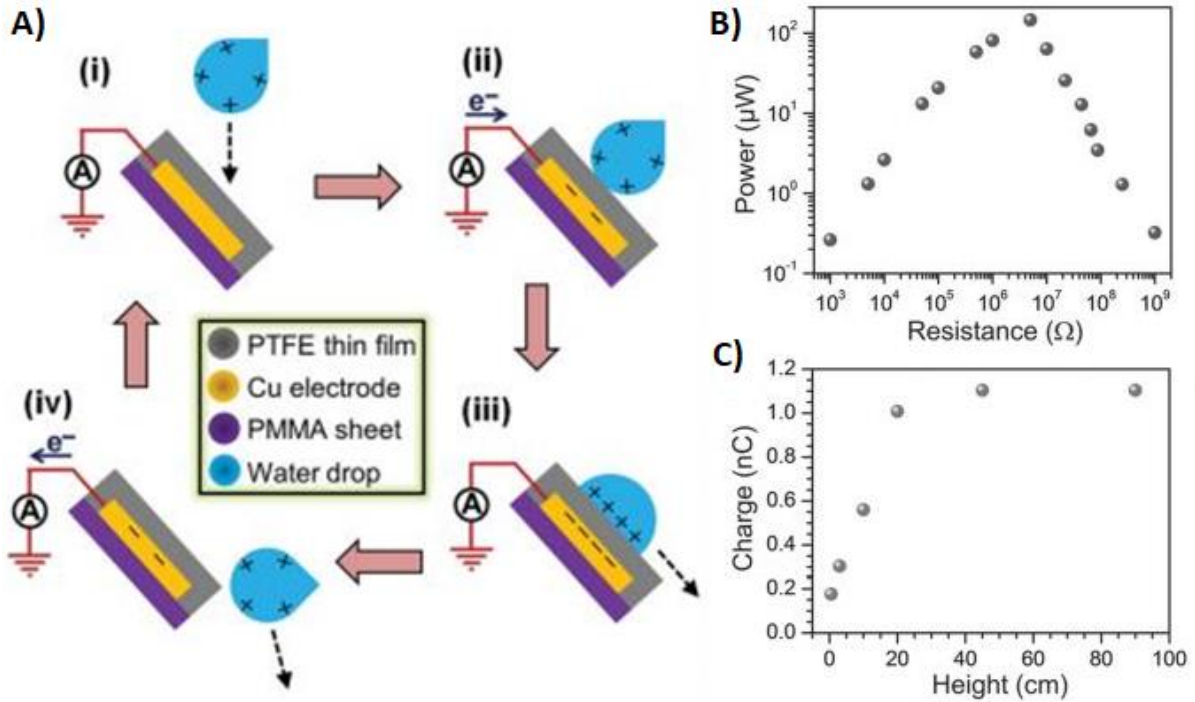 A)
(i)
A
e⁻
(ii)
A
PTFE thin film
Cu electrode
PMMA sheet
Water drop
(iv)
e⁻
A
(iii)
A
B)
Power (μW)
10²
10¹
10⁰
10⁻¹
10³ 10⁴ 10⁵ 10⁶ 10⁷ 10⁸ 10⁹
Resistance (Ω)
C)
Charge (nC)
1.2
1.0
0.8
0.6
0.4
0.2
0.0
0 20 40 60 80 100
Height (cm)